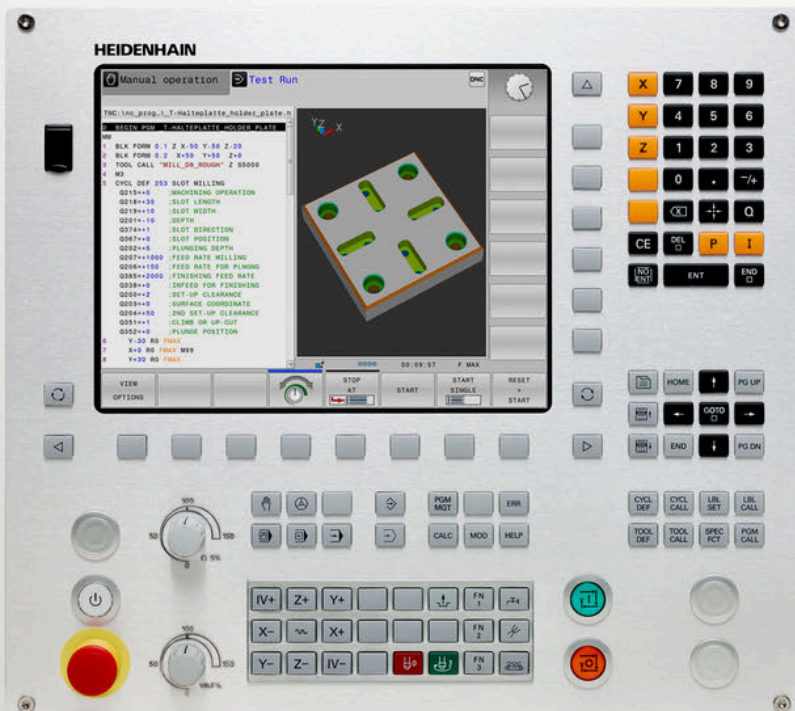 HEIDENHAIN
Manual operation
Test Run
DNC
TNC:\nc_prog…\_T-Halteplatte_holder_plate.h
0 BEGIN PGM _T-HALTEPLATTE_HOLDER_PLATE
MM
1 BLK FORM 0.1 Z X-50 Y-50 Z-20
2 BLK FORM 0.2 X+50 Y+50 Z+0
3 TOOL CALL "MILL_D8_ROUGH" Z S5000
4 M3
5 CYCL DEF 253 SLOT MILLING
Q215=+0 ;MACHINING OPERATION
Q218=+30 ;SLOT LENGTH
Q219=+10 ;SLOT WIDTH
Q201=-10 ;DEPTH
Q374=+1 ;SLOT DIRECTION
Q367=+0 ;SLOT POSITION
Q202=+5 ;PLUNGING DEPTH
Q207=+1000 ;FEED RATE MILLING
Q206=+150 ;FEED RATE FOR PLNGNG
Q385=+2000 ;FINISHING FEED RATE
Q338=+0 ;INFEED FOR FINISHING
Q200=+2 ;SET-UP CLEARANCE
Q203=+0 ;SURFACE COORDINATE
Q204=+50 ;2ND SET-UP CLEARANCE
Q351=+1 ;CLIMB OR UP-CUT
Q352=+0 ;PLUNGE POSITION
6 Y-30 R0 FMAX
7 X+0 R0 FMAX M99
8 Y+30 R0 FMAX
YZ X
00:09:57 F MAX
VIEW
OPTIONS
STOP
AT
START
START
SINGLE
RESET
+
START
X 7 8 9
Y 4 5 6
Z 1 2 3
0 . -/+
X Q
CE DEL P I
NO ENT ENT END
HOME PG UP
GOTO
END PG DN
PGM MGT ERR
CALC MOD HELP
CYCL DEF CYCL CALL LBL SET LBL CALL
TOOL DEF TOOL CALL SPEC FCT PGM CALL
100
50 150
0 S %
IV+ Z+ Y+ FN 1
X- X+ FN 2
Y- Z- IV- FN 3
100
50 150
0